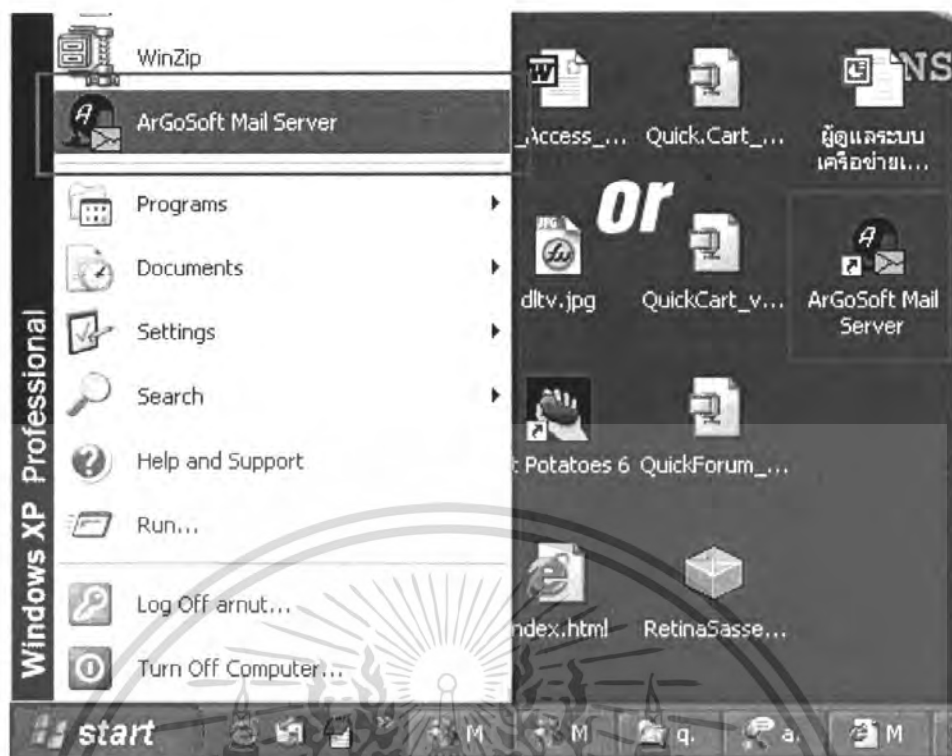 WinZip
ArGoSoft Mail Server
Programs
Documents
Settings
Search
Help and Support
Run...
Log Off arnut...
Turn Off Computer...
Windows XP Professional
_Access_...
Quick.Cart_...
ผู้ดูแลระบบ
เครือข่ายเ...
NS
or
dltv.jpg
QuickCart_v...
ArGoSoft Mail
Server
t Potatoes 6
QuickForum_...
ndex.html
RetinaSasse...
start
M
M
q.
a.
M